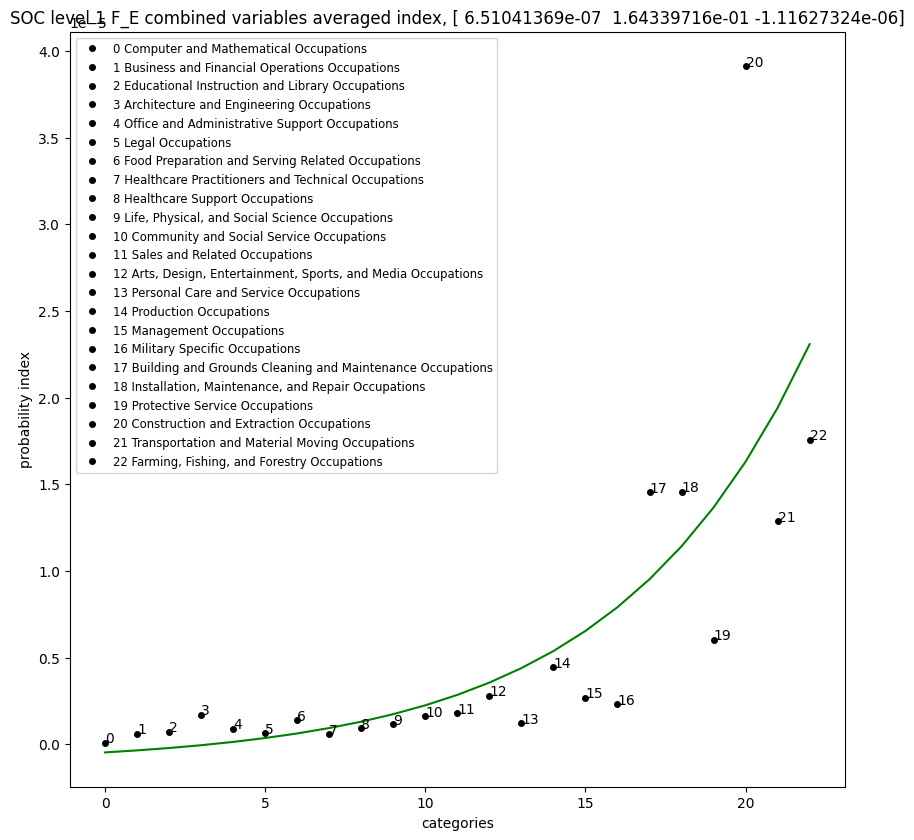 SOC level 1 F_E combined variables averaged index, [ 6.51041369e-07 1.64339716e-01 -1.11627324e-06]
1e−5
4.0
3.5
3.0
2.5
2.0
1.5
1.0
0.5
0.0
probability index
0 Computer and Mathematical Occupations
1 Business and Financial Operations Occupations
2 Educational Instruction and Library Occupations
3 Architecture and Engineering Occupations
4 Office and Administrative Support Occupations
5 Legal Occupations
6 Food Preparation and Serving Related Occupations
7 Healthcare Practitioners and Technical Occupations
8 Healthcare Support Occupations
9 Life, Physical, and Social Science Occupations
10 Community and Social Service Occupations
11 Sales and Related Occupations
12 Arts, Design, Entertainment, Sports, and Media Occupations
13 Personal Care and Service Occupations
14 Production Occupations
15 Management Occupations
16 Military Specific Occupations
17 Building and Grounds Cleaning and Maintenance Occupations
18 Installation, Maintenance, and Repair Occupations
19 Protective Service Occupations
20 Construction and Extraction Occupations
21 Transportation and Material Moving Occupations
22 Farming, Fishing, and Forestry Occupations
0
1
2
3
4
5
6
7
8
9
10
11
12
13
14
15
16
17
18
19
20
21
22
0 5 10 15 20
categories